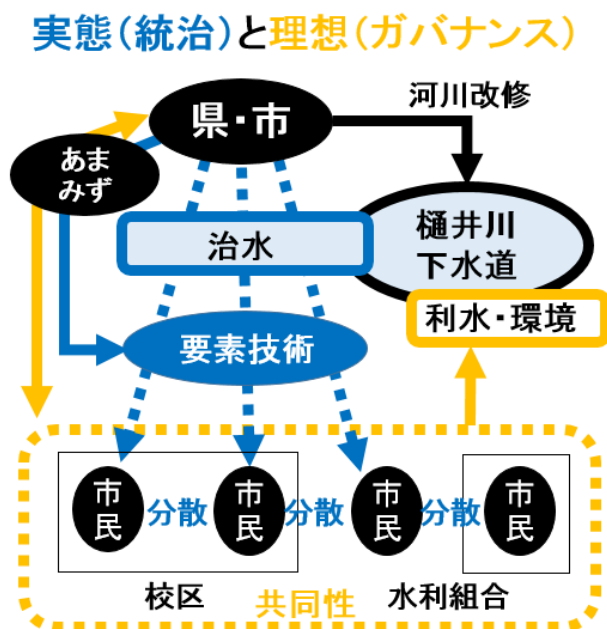 実態(統治)と理想(ガバナンス)
河川改修
県・市
あま
みず
樋井川
下水道
治水
利水・環境
要素技術
市民
分散
市民
分散
市民
分散
市民
校区
共同性
水利組合